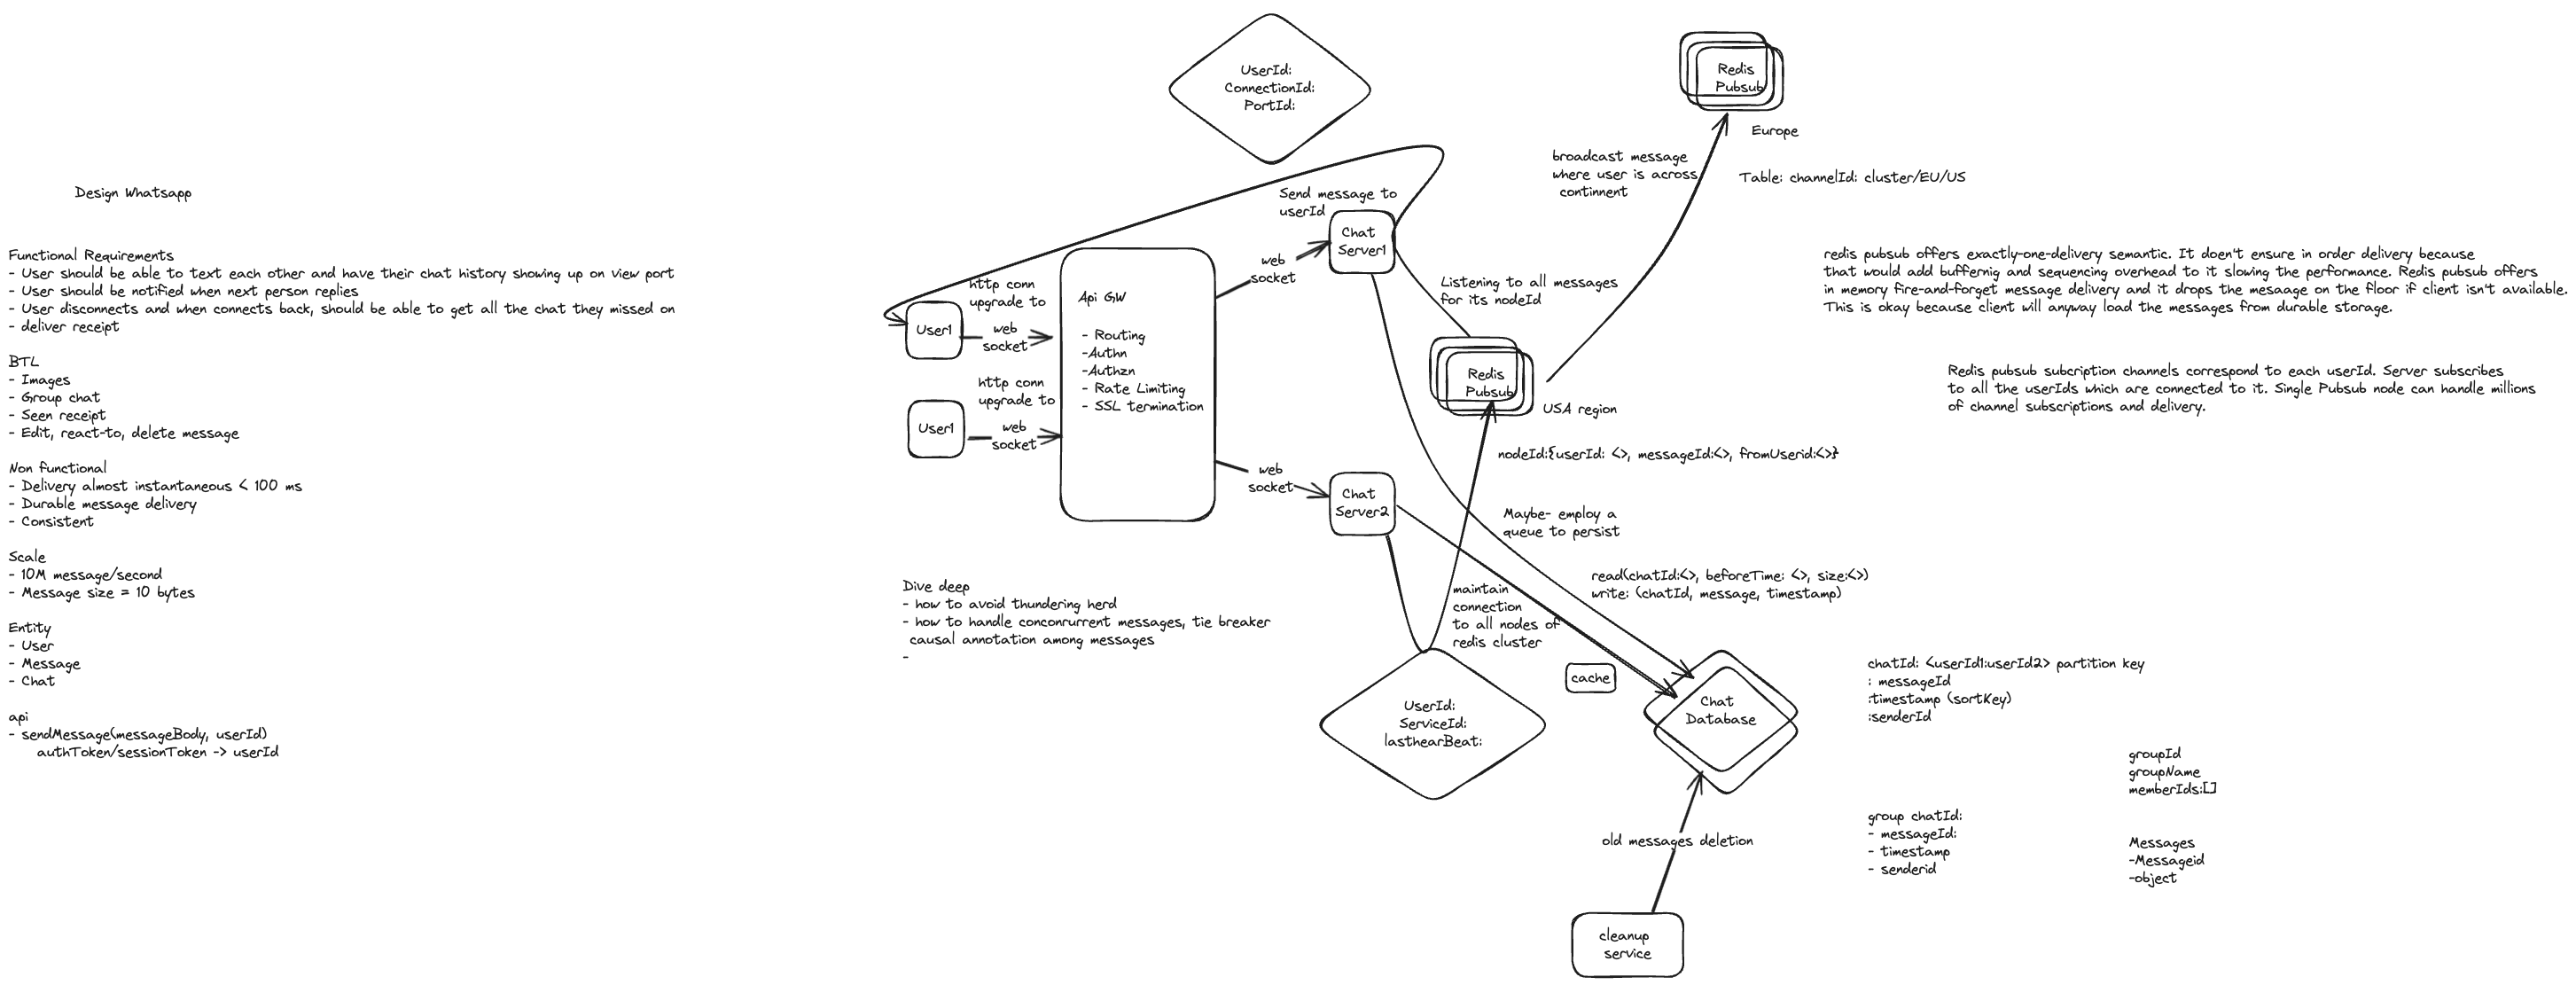 Design Whatsapp
Functional Requirements
- User should be able to text each other and have their chat history showing up on view port
- User should be notified when next person replies
- User disconnects and when connects back, should be able to get all the chat they missed on
- deliver receipt
BTL
- Images
- Group chat
- Seen receipt
- Edit, react-to, delete message
Non functional
- Delivery almost instantaneous < 100 ms
- Durable message delivery
- Consistent
Scale
- 10M message/second
- Message size = 10 bytes
Entity
- User
- Message
- Chat
api
- sendMessage(messageBody, userId)
authToken/sessionToken -> userId
UserId:
ConnectionId:
PortId:
User1
http conn
upgrade to
web
socket
User1
http conn
upgrade to
web
socket
Api GW
- Routing
-Authn
-Authzn
- Rate Limiting
- SSL termination
web
socket
web
socket
Send message to
userId
Chat
Server1
Chat
Server2
Dive deep
- how to avoid thundering herd
- how to handle conconrurrent messages, tie breaker
causal annotation among messages
-
Redis
Pubsub
Europe
broadcast message
where user is across
continnent
Table: channelId: cluster/EU/US
Listening to all messages
for its nodeId
Redis
Pubsub
USA region
nodeId:{userId: <>, messageId:<>, fromUserid:<>}
Maybe- employ a
queue to persist
read(chatId:<>, beforeTime: <>, size:<>)
write: (chatId, message, timestamp)
maintain
connection
to all nodes of
redis cluster
cache
UserId:
ServiceId:
lasthearBeat:
Chat
Database
old messages deletion
cleanup
service
redis pubsub offers exactly-one-delivery semantic. It doen't ensure in order delivery because
that would add buffernig and sequencing overhead to it slowing the performance. Redis pubsub offers
in memory fire-and-forget message delivery and it drops the mesaage on the floor if client isn't available.
This is okay because client will anyway load the messages from durable storage.
Redis pubsub subcription channels correspond to each userId. Server subscribes
to all the userIds which are connected to it. Single Pubsub node can handle millions
of channel subscriptions and delivery.
chatId: <userId1:userId2> partition key
: messageId
:timestamp (sortKey)
:senderId
groupId
groupName
memberIds:[]
group chatId:
- messageId:
- timestamp
- senderid
Messages
-Messageid
-object